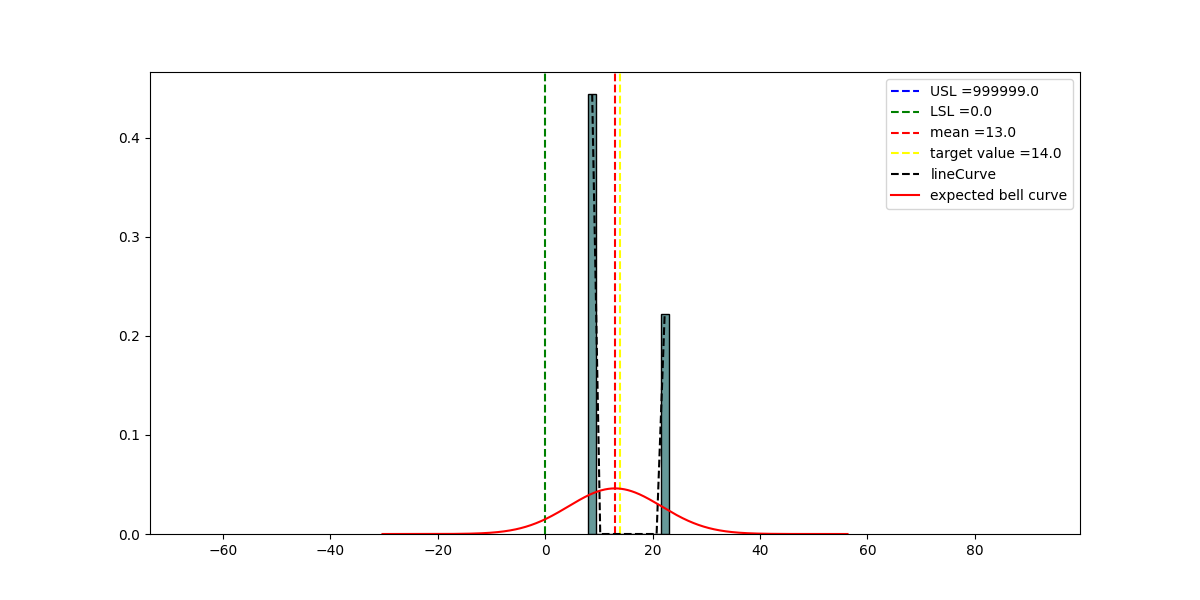 USL =999999.0
LSL =0.0
mean =13.0
target value =14.0
lineCurve
expected bell curve
0.4
0.3
0.2
0.1
0.0
−60 −40 −20 0 20 40 60 80